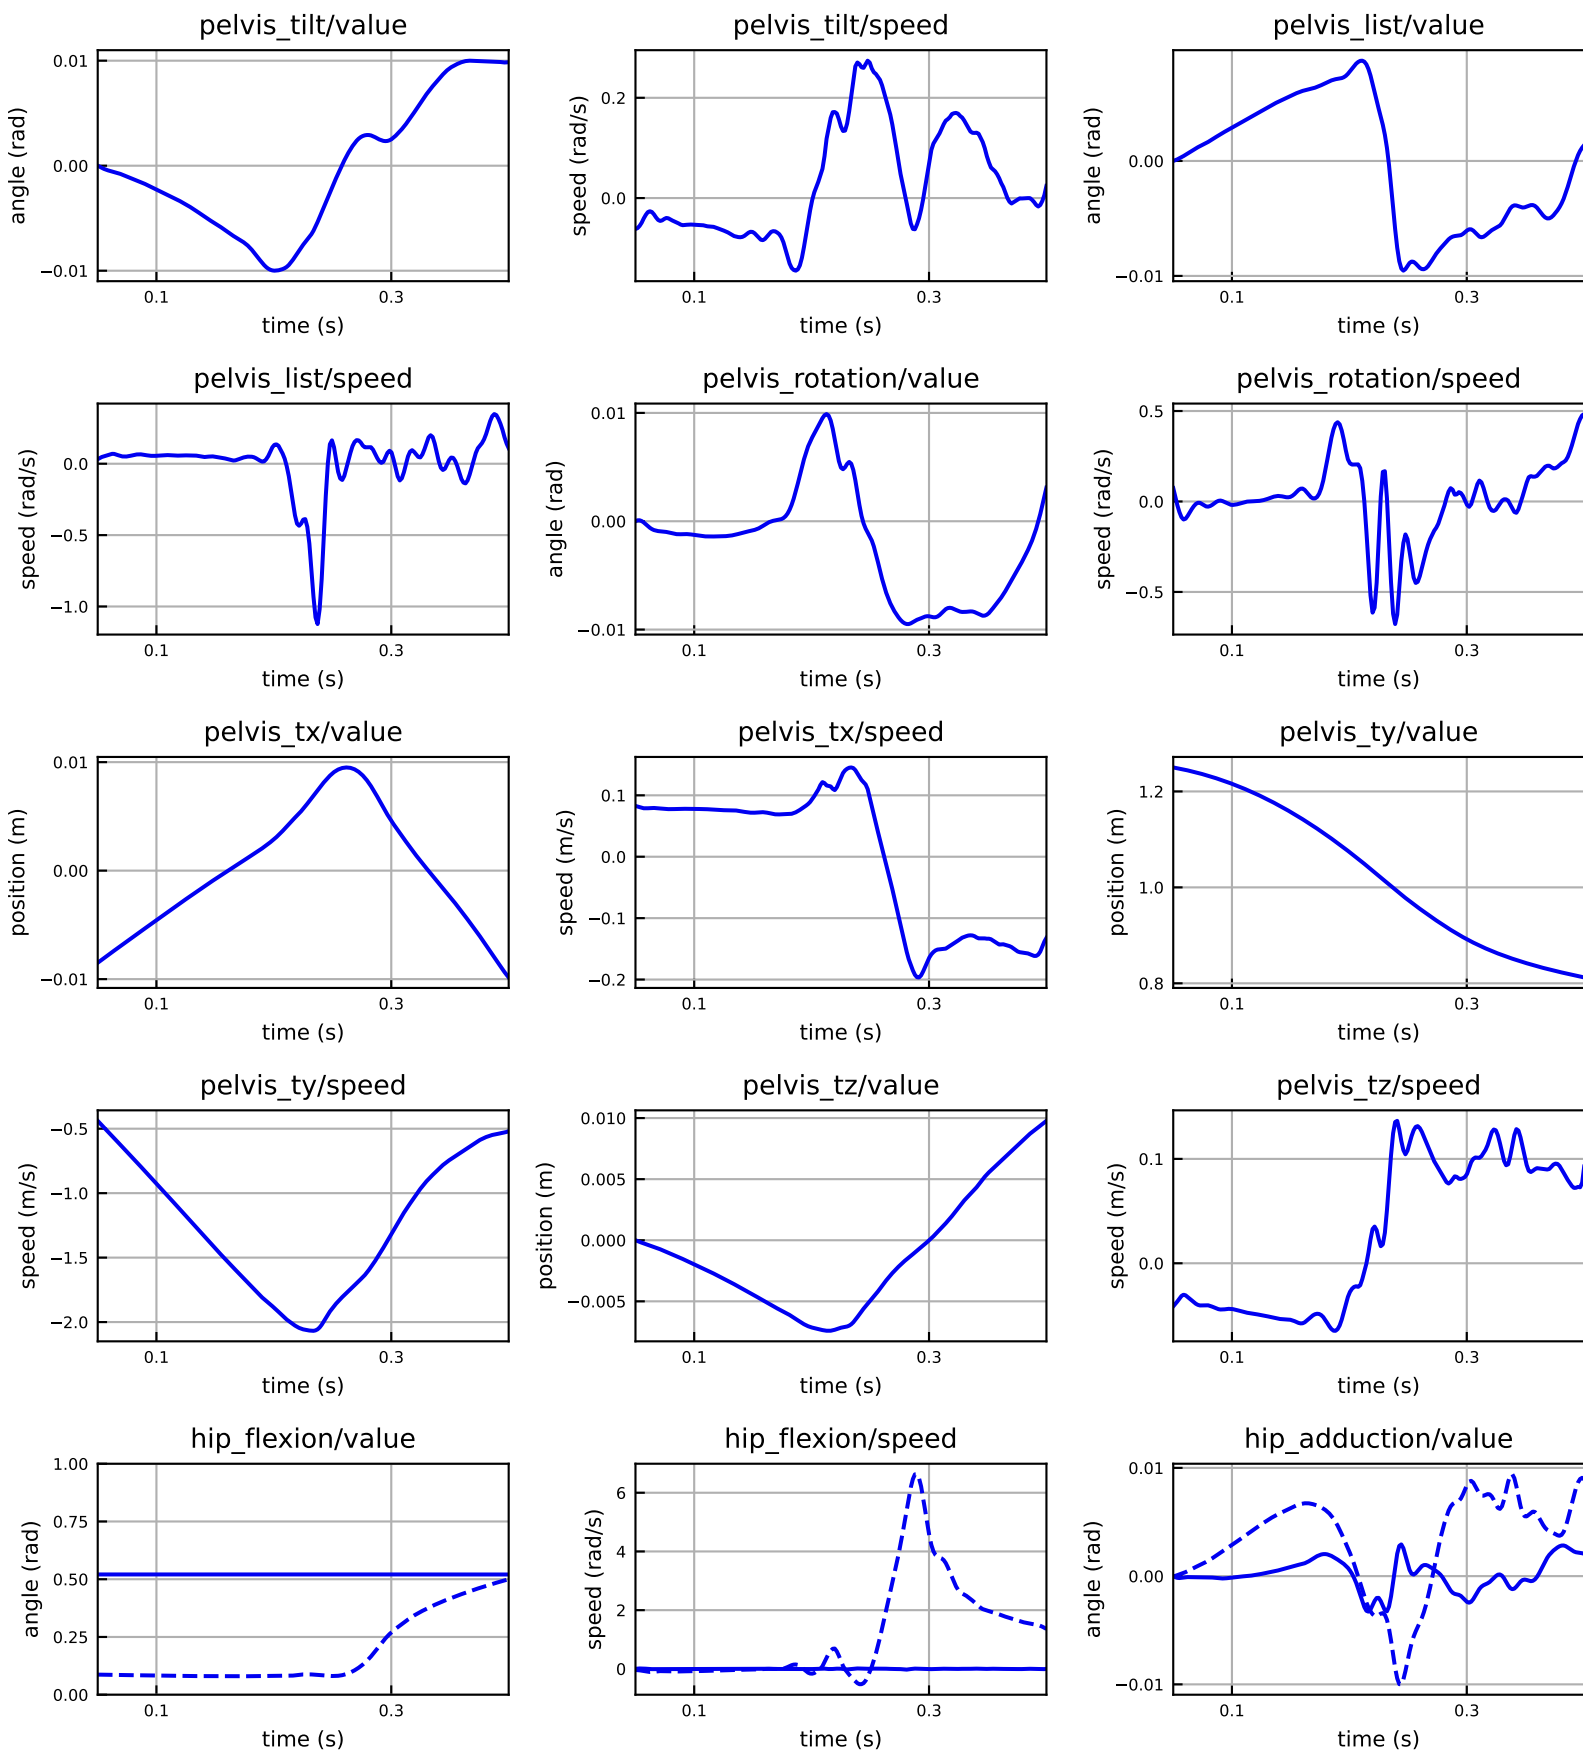 pelvis_tilt/value
pelvis_tilt/speed
pelvis_list/value
angle (rad)
0.01
0.00
−0.01
0.1
0.3
time (s)
speed (rad/s)
0.2
0.0
0.1
0.3
time (s)
angle (rad)
0.00
−0.01
0.1
0.3
time (s)
pelvis_list/speed
pelvis_rotation/value
pelvis_rotation/speed
speed (rad/s)
0.0
−0.5
−1.0
0.1
0.3
time (s)
angle (rad)
0.01
0.00
−0.01
0.1
0.3
time (s)
speed (rad/s)
0.5
0.0
−0.5
0.1
0.3
time (s)
pelvis_tx/value
pelvis_tx/speed
pelvis_ty/value
position (m)
0.01
0.00
−0.01
0.1
0.3
time (s)
speed (m/s)
0.1
0.0
−0.1
−0.2
0.1
0.3
time (s)
position (m)
1.2
1.0
0.8
0.1
0.3
time (s)
pelvis_ty/speed
pelvis_tz/value
pelvis_tz/speed
speed (m/s)
−0.5
−1.0
−1.5
−2.0
0.1
0.3
time (s)
position (m)
0.010
0.005
0.000
−0.005
0.1
0.3
time (s)
speed (m/s)
0.1
0.0
0.1
0.3
time (s)
hip_flexion/value
hip_flexion/speed
hip_adduction/value
angle (rad)
1.00
0.75
0.50
0.25
0.00
0.1
0.3
time (s)
speed (rad/s)
6
4
2
0
0.1
0.3
time (s)
angle (rad)
0.01
0.00
−0.01
0.1
0.3
time (s)